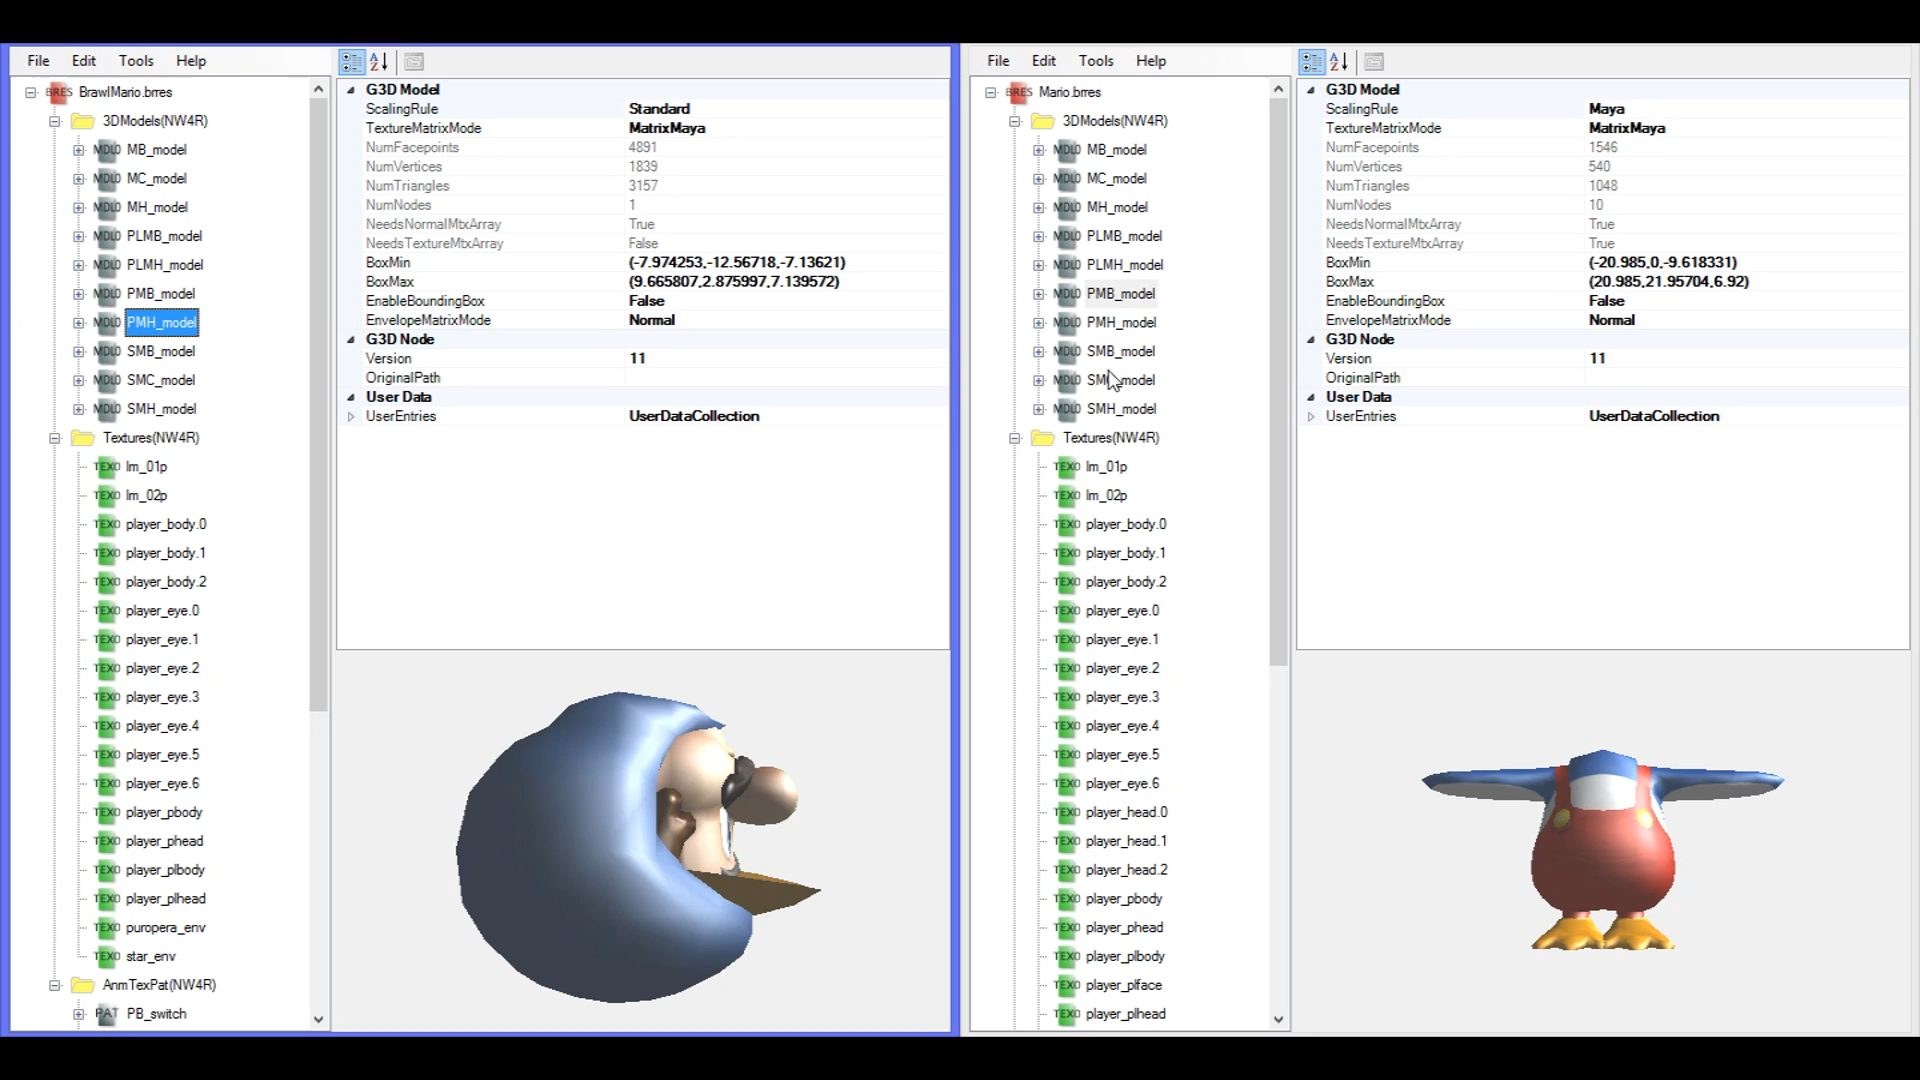 File Edit Tools Help
BRES BrawlMario.brres
3DModels(NW4R)
MDL0 MB_model
MDL0 MC_model
MDL0 MH_model
MDL0 PLMB_model
MDL0 PLMH_model
MDL0 PMB_model
MDL0 PMH_model
MDL0 SMB_model
MDL0 SMC_model
MDL0 SMH_model
Textures(NW4R)
TEX0 lm_01p
TEX0 lm_02p
TEX0 player_body.0
TEX0 player_body.1
TEX0 player_body.2
TEX0 player_eye.0
TEX0 player_eye.1
TEX0 player_eye.2
TEX0 player_eye.3
TEX0 player_eye.4
TEX0 player_eye.5
TEX0 player_eye.6
TEX0 player_pbody
TEX0 player_phead
TEX0 player_plbody
TEX0 player_plhead
TEX0 puropera_env
TEX0 star_env
AnmTexPat(NW4R)
PAT PB_switch
A Z
G3D Model
ScalingRule Standard
TextureMatrixMode MatrixMaya
NumFacepoints 4891
NumVertices 1839
NumTriangles 3157
NumNodes 1
NeedsNormalMtxArray True
NeedsTextureMtxArray False
BoxMin (-7.974253,-12.56718,-7.13621)
BoxMax (9.665807,2.875997,7.139572)
EnableBoundingBox False
EnvelopeMatrixMode Normal
G3D Node
Version 11
OriginalPath
User Data
UserEntries UserDataCollection
File Edit Tools Help
BRES Mario.brres
3DModels(NW4R)
MDL0 MB_model
MDL0 MC_model
MDL0 MH_model
MDL0 PLMB_model
MDL0 PLMH_model
MDL0 PMB_model
MDL0 PMH_model
MDL0 SMB_model
MDL0 SMC_model
MDL0 SMH_model
Textures(NW4R)
TEX0 lm_01p
TEX0 lm_02p
TEX0 player_body.0
TEX0 player_body.1
TEX0 player_body.2
TEX0 player_eye.0
TEX0 player_eye.1
TEX0 player_eye.2
TEX0 player_eye.3
TEX0 player_eye.4
TEX0 player_eye.5
TEX0 player_eye.6
TEX0 player_head.0
TEX0 player_head.1
TEX0 player_head.2
TEX0 player_pbody
TEX0 player_phead
TEX0 player_plbody
TEX0 player_plface
TEX0 player_plhead
A Z
G3D Model
ScalingRule Maya
TextureMatrixMode MatrixMaya
NumFacepoints 1546
NumVertices 540
NumTriangles 1048
NumNodes 10
NeedsNormalMtxArray True
NeedsTextureMtxArray True
BoxMin (-20.985,0,-9.618331)
BoxMax (20.985,21.95704,6.92)
EnableBoundingBox False
EnvelopeMatrixMode Normal
G3D Node
Version 11
OriginalPath
User Data
UserEntries UserDataCollection